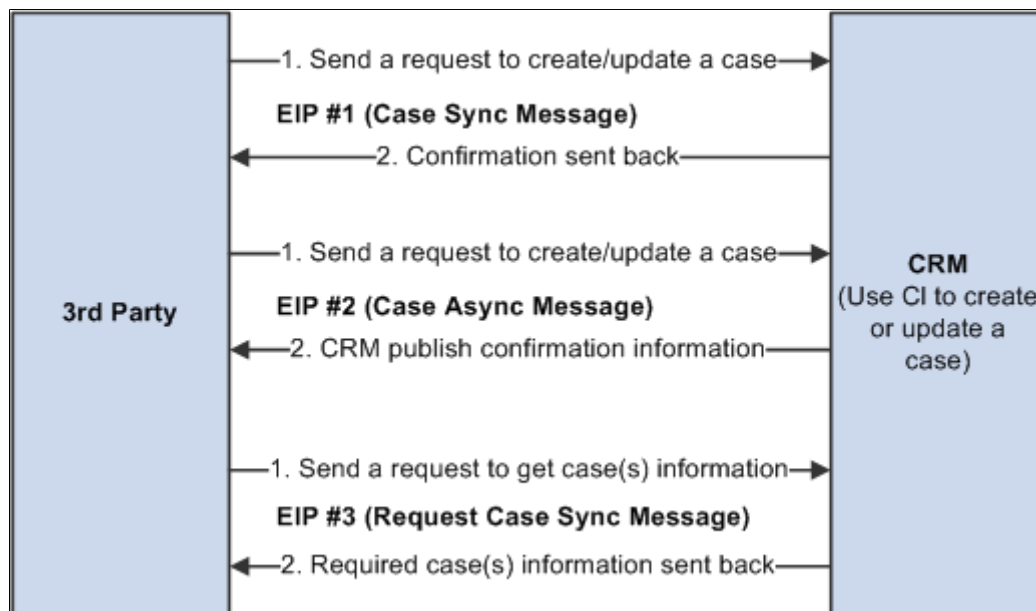 1. Send a request to create/update a case
EIP #1 (Case Sync Message)
2. Confirmation sent back
1. Send a request to create/update a case
3rd Party
EIP #2 (Case Async Message)
CRM
(Use CI to create
or update a
case)
2. CRM publish confirmation information
1. Send a request to get case(s) information
EIP #3 (Request Case Sync Message)
2. Required case(s) information sent back